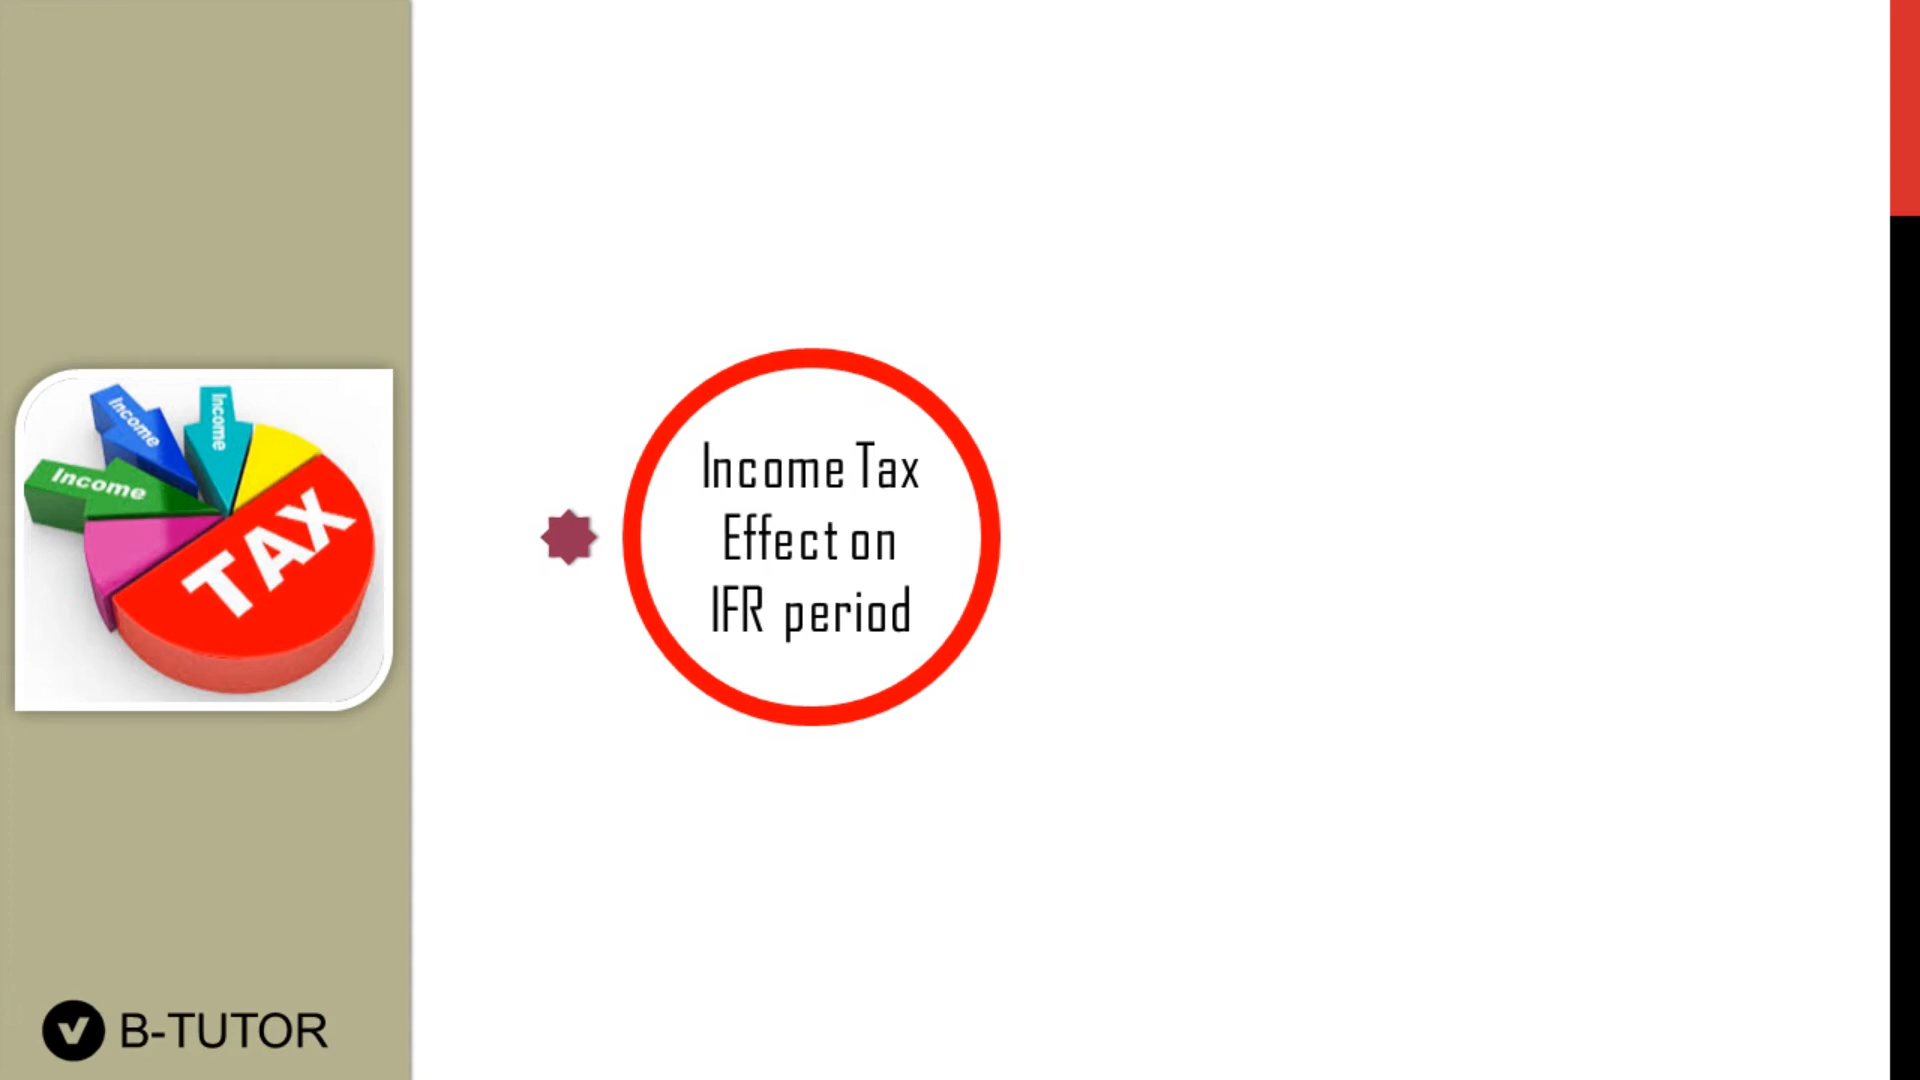 Income
Income
Income
TAX
Income Tax
Effect on
IFR period
B-TUTOR